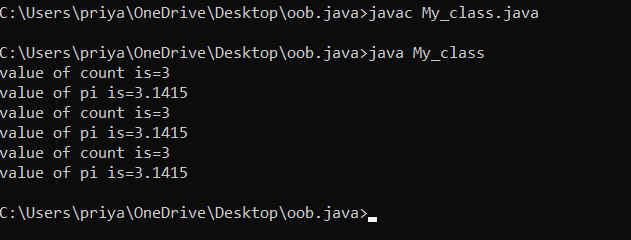 C:\Users\priya\OneDrive\Desktop\oob.java>javac My_class.java
C:\Users\priya\OneDrive\Desktop\oob.java>java My_class
value of count is=3
value of pi is=3.1415
value of count is=3
value of pi is=3.1415
value of count is=3
value of pi is=3.1415
C:\Users\priya\OneDrive\Desktop\oob.java>